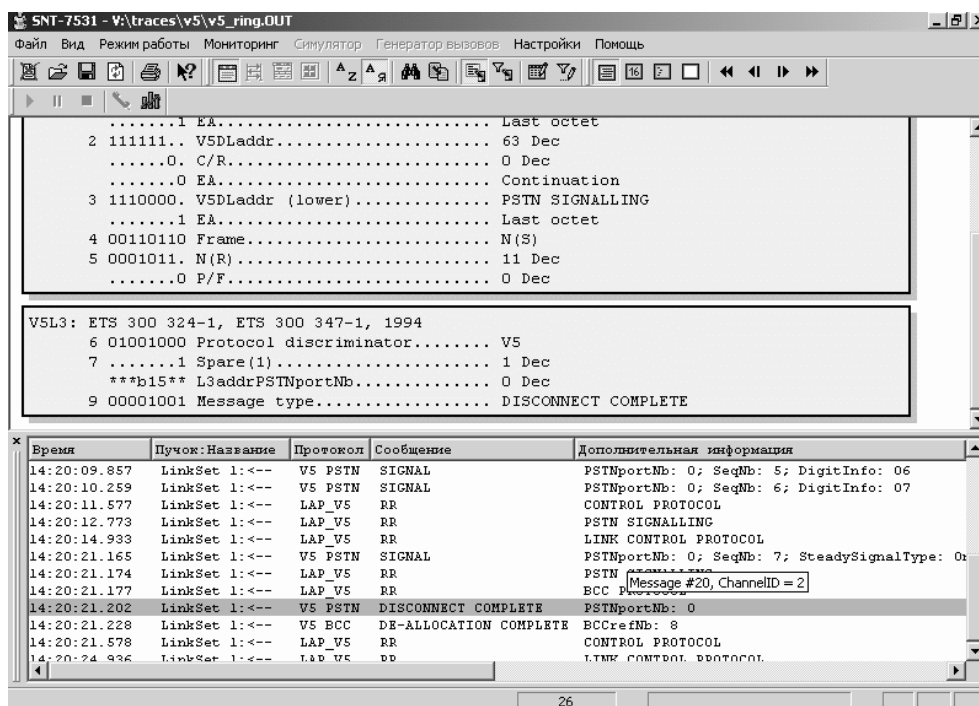 SNT-7531 - V:\traces\v5\v5_ring.OUT
Файл Вид Режим работы Мониторинг Симулятор Генератор вызовов Настройки Помощь
.......1 EA............................ Last octet
2 111111.. V5DLaddr...................... 63 Dec
......0. C/R........................... 0 Dec
.......0 EA............................ Continuation
3 1110000. V5DLaddr (lower).............. PSTN SIGNALLING
.......1 EA............................ Last octet
4 00110110 Frame......................... N(S)
5 0001011. N(R).......................... 11 Dec
.......0 P/F........................... 0 Dec
V5L3: ETS 300 324-1, ETS 300 347-1, 1994
6 01001000 Protocol discriminator........ V5
7 .......1 Spare(1)...................... 1 Dec
***b15** L3addrPSTNportNb.............. 0 Dec
9 00001001 Message type.................. DISCONNECT COMPLETE
Время Пучок:Название Протокол Сообщение Дополнительная информация
14:20:09.857 LinkSet 1:<-- V5 PSTN SIGNAL PSTNportNb: 0; SeqNb: 5; DigitInfo: 06
14:20:10.259 LinkSet 1:<-- V5 PSTN SIGNAL PSTNportNb: 0; SeqNb: 6; DigitInfo: 07
14:20:11.577 LinkSet 1:<-- LAP_V5 RR CONTROL PROTOCOL
14:20:12.773 LinkSet 1:<-- LAP_V5 RR PSTN SIGNALLING
14:20:14.933 LinkSet 1:<-- LAP_V5 RR LINK CONTROL PROTOCOL
14:20:21.165 LinkSet 1:<-- V5 PSTN SIGNAL PSTNportNb: 0; SeqNb: 7; SteadySignalType:
14:20:21.174 LinkSet 1:<-- LAP_V5 RR PSTN
Message #20, ChannelID = 2
14:20:21.177 LinkSet 1:<-- LAP_V5 RR BCC
14:20:21.202 LinkSet 1:<-- V5 PSTN DISCONNECT COMPLETE PSTNportNb: 0
14:20:21.228 LinkSet 1:<-- V5 BCC DE-ALLOCATION COMPLETE BCCrefNb: 8
14:20:21.578 LinkSet 1:<-- LAP_V5 RR CONTROL PROTOCOL
14:20:24.936 LinkSet 1:<-- LAP_V5 RR LINK CONTROL PROTOCOL
26